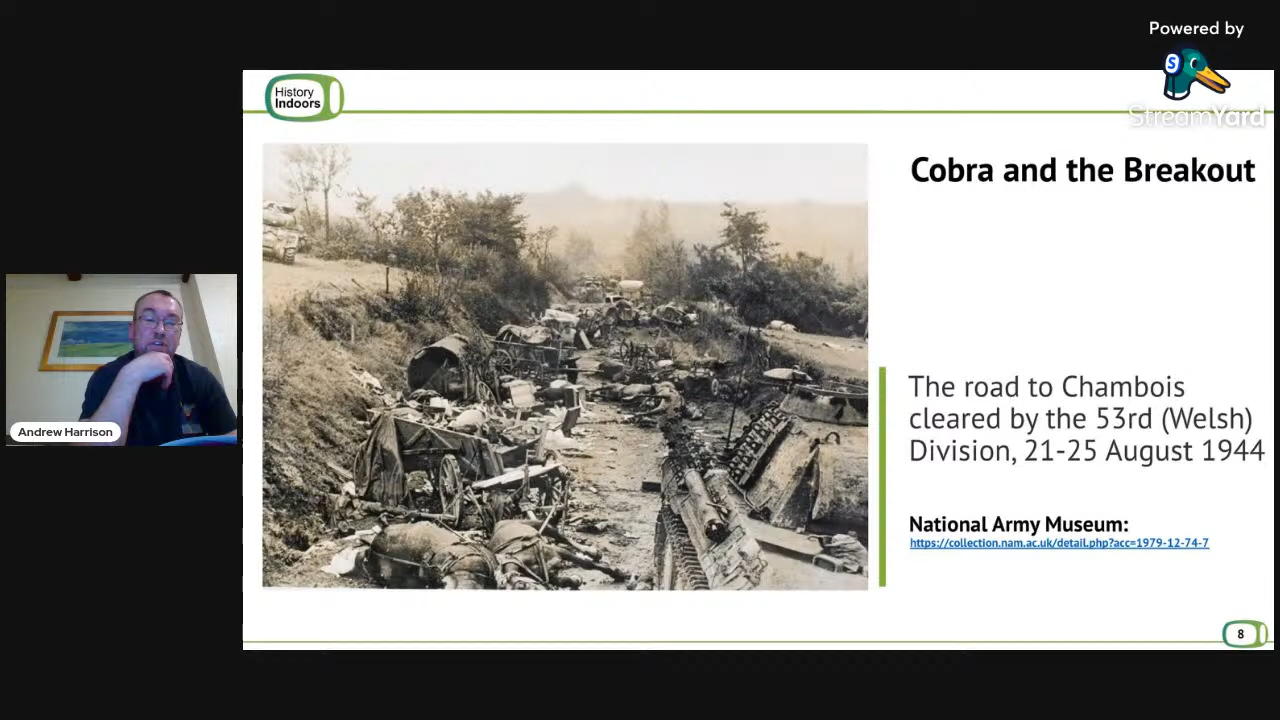 Powered by
S
StreamYard
History
Indoors
Cobra and the Breakout
The road to Chambois
cleared by the 53rd (Welsh)
Division, 21-25 August 1944
Andrew Harrison
National Army Museum:
https://collection.nam.ac.uk/detail.php?acc=1979-12-74-7
8